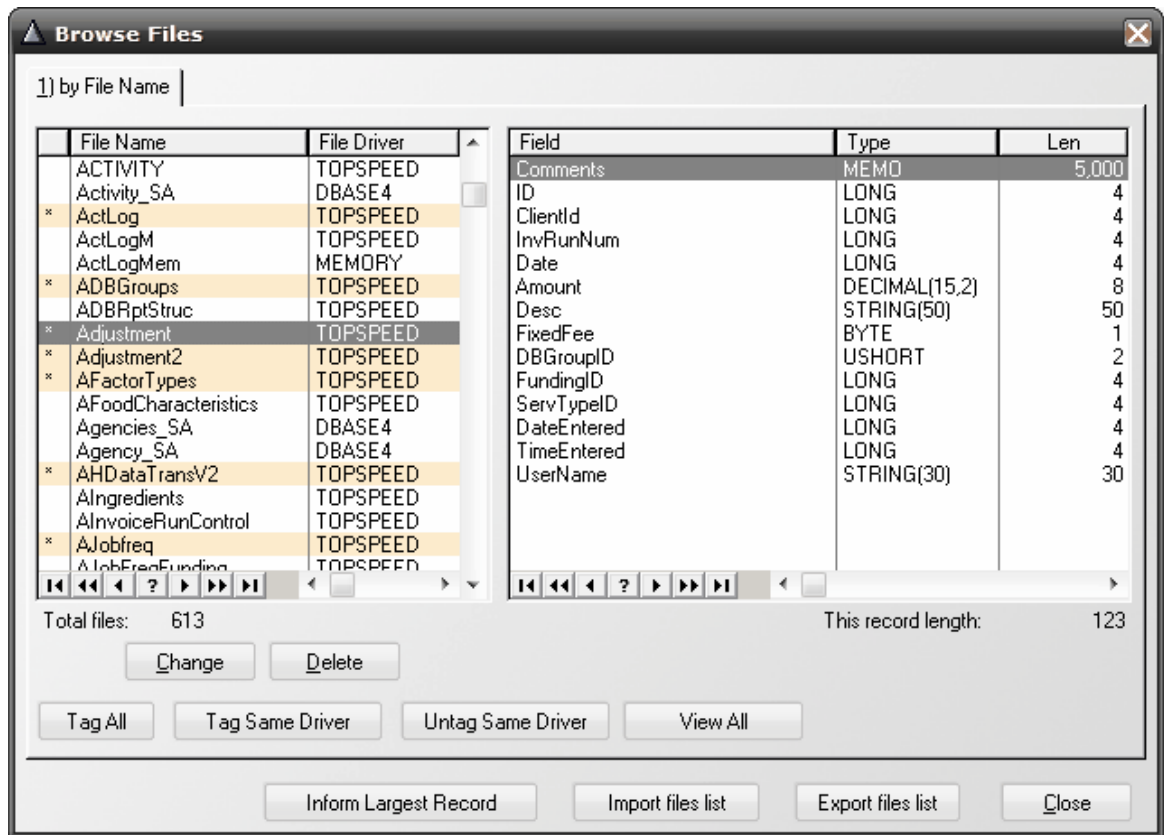 Browse Files
1) by File Name
File Name File Driver
ACTIVITY TOPSPEED
Activity_SA DBASE4
* ActLog TOPSPEED
ActLogM TOPSPEED
ActLogMem MEMORY
* ADBGroups TOPSPEED
ADBRptStruc TOPSPEED
* Adjustment TOPSPEED
* Adjustment2 TOPSPEED
* AFactorTypes TOPSPEED
AFoodCharacteristics TOPSPEED
Agencies_SA DBASE4
Agency_SA DBASE4
* AHDataTransV2 TOPSPEED
AIngredients TOPSPEED
AInvoiceRunControl TOPSPEED
* AJobfreq TOPSPEED
AJobFreqFunding TOPSPEED
?
Field Type Len
Comments MEMO 5,000
ID LONG 4
ClientId LONG 4
InvRunNum LONG 4
Date LONG 4
Amount DECIMAL(15,2) 8
Desc STRING(50) 50
FixedFee BYTE 1
DBGroupID USHORT 2
FundingID LONG 4
ServTypeID LONG 4
DateEntered LONG 4
TimeEntered LONG 4
UserName STRING(30) 30
?
Total files: 613
This record length: 123
Change Delete
Tag All Tag Same Driver Untag Same Driver View All
Inform Largest Record Import files list Export files list Close